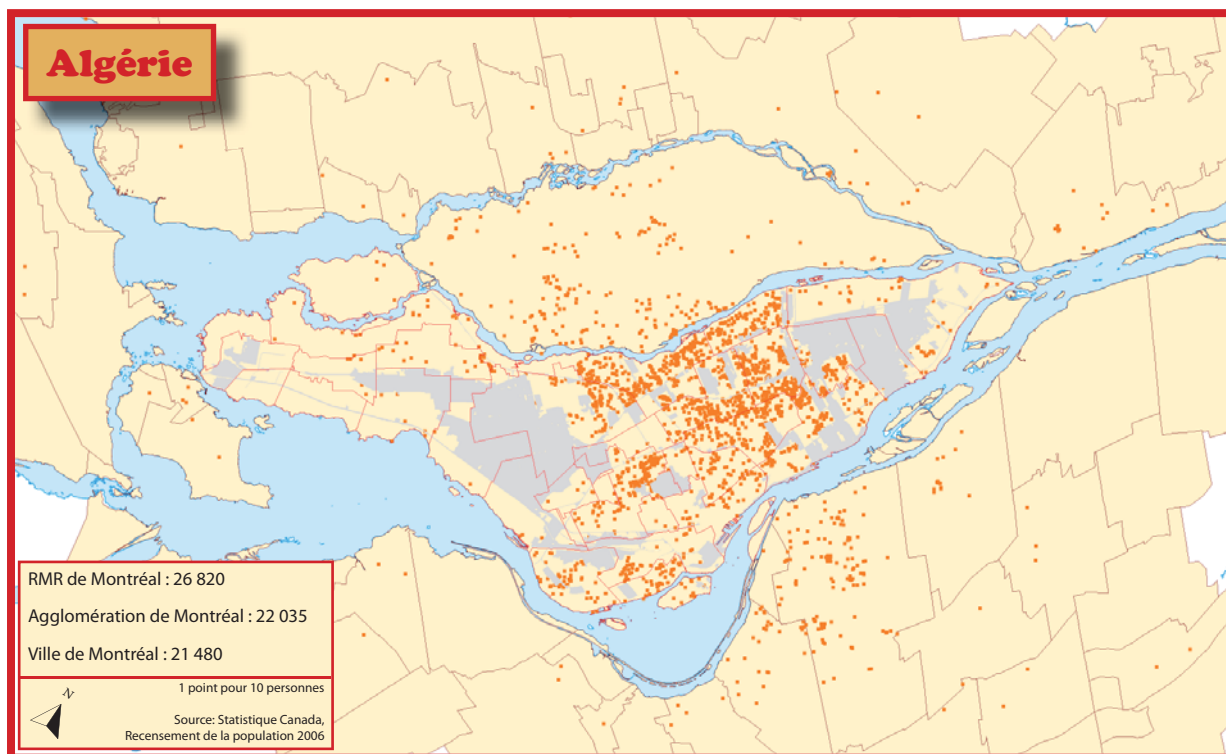 Algérie
RMR de Montréal : 26 820
Agglomération de Montréal : 22 035
Ville de Montréal : 21 480
N
1 point pour 10 personnes
Source: Statistique Canada,
Recensement de la population 2006